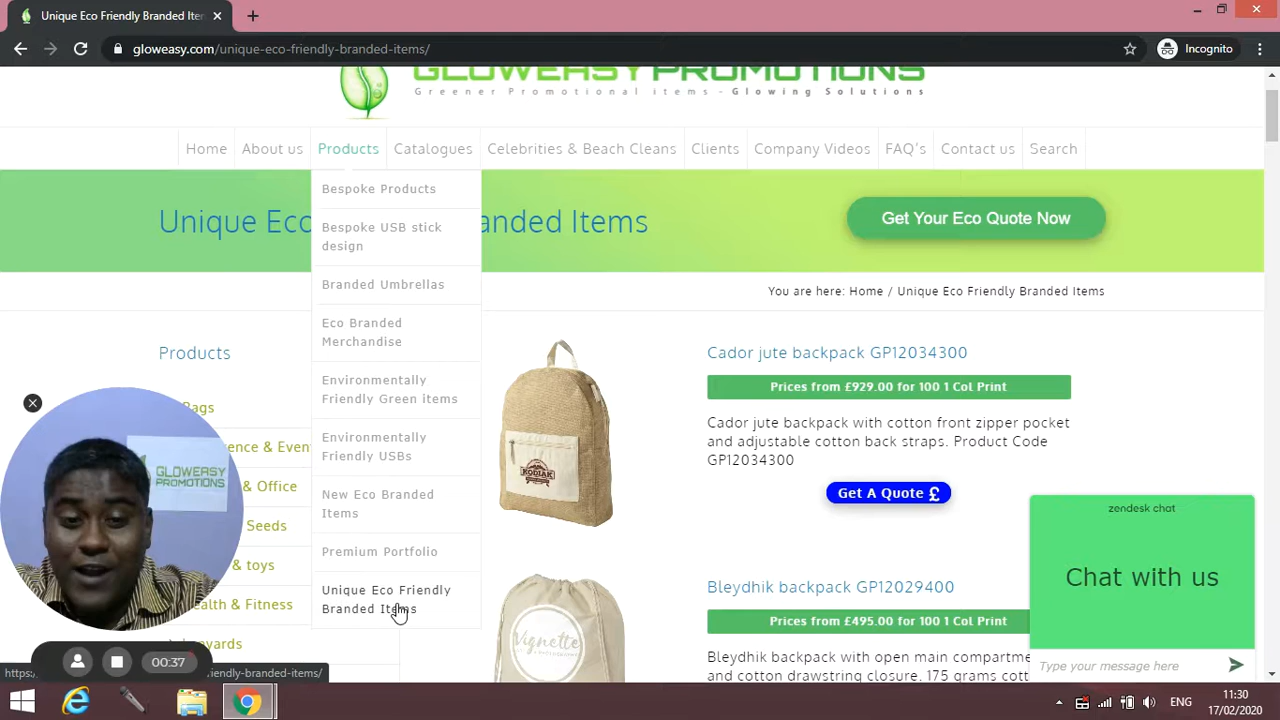 Unique Eco Friendly Branded Ite
gloweasy.com/unique-eco-friendly-branded-items/
Incognito
GLOWEASY PROMOTIONS
Greener Promotional items - Glowing Solutions
Home
About us
Products
Catalogues
Celebrities & Beach Cleans
Clients
Company Videos
FAQ's
Contact us
Search
Bespoke Products
Bespoke USB stick
design
Branded Umbrellas
Eco Branded
Merchandise
Environmentally
Friendly Green items
Environmentally
Friendly USBs
New Eco Branded
Items
Premium Portfolio
Unique Eco Friendly
Branded Items
Unique Eco
anded Items
Get Your Eco Quote Now
You are here: Home / Unique Eco Friendly Branded Items
Products
Bags
rence & Even
& Office
Seeds
& toys
ealth & Fitness
Lanyards
GLOWEASY
PROMOTIONS
KODIAK
Cador jute backpack GP12034300
Prices from £929.00 for 100 1 Col Print
Cador jute backpack with cotton front zipper pocket
and adjustable cotton back straps. Product Code
GP12034300
Get A Quote £
Vignette
Bleydhik backpack GP12029400
Prices from £495.00 for 100 1 Col Print
Bleydhik backpack with open main compartme
and cotton drawstring closure. 175 grams cott
zendesk chat
Chat with us
Type your message here
00:37
https:
friendly-branded-items/
ENG
11:30
17/02/2020